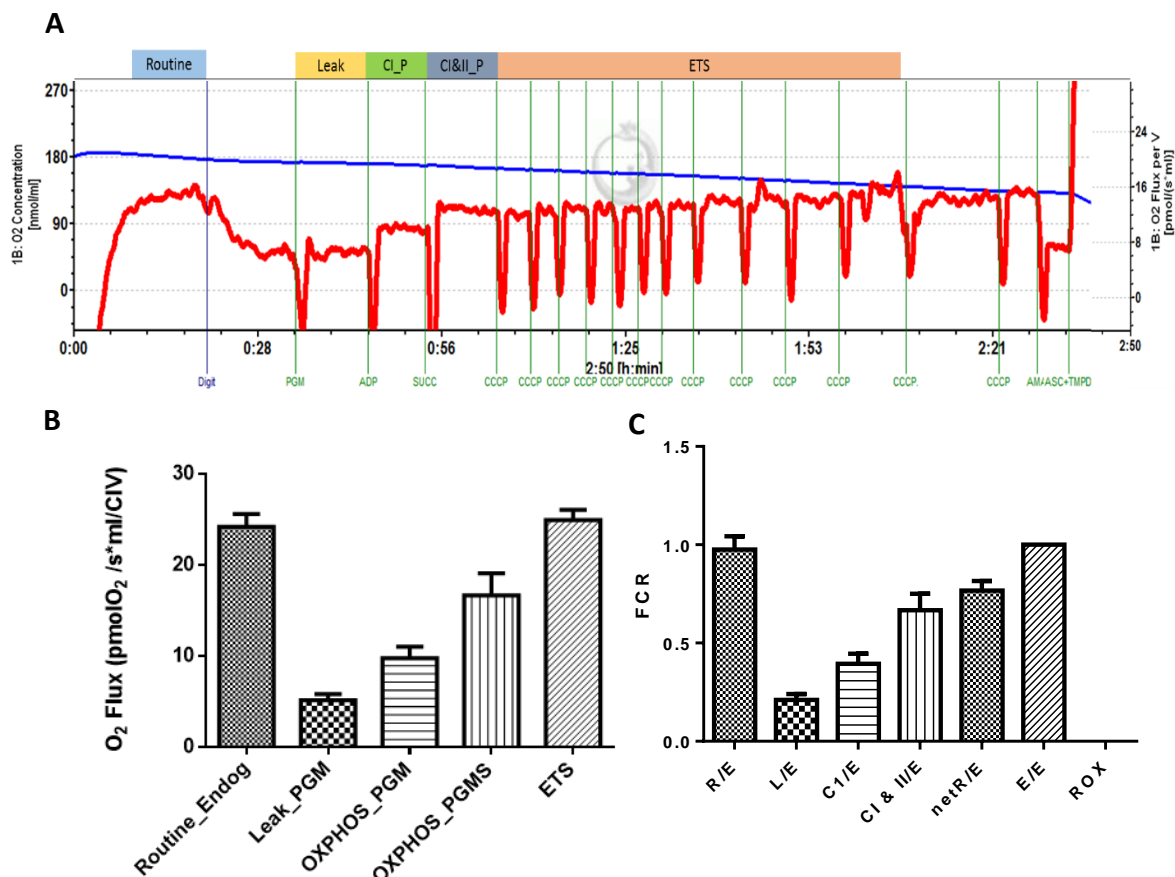 A
Routine Leak CI_P CI&II_P ETS
270
180
90
0
1B: O2 Concentration
[nmol/ml]
24
16
8
0
1B: O2 Flux per V
[pmol/(s*ml)]
0:00 0:28 0:56 1:25 1:53 2:21 2:50
2:50 [h:min]
Digit PGM ADP SUCC CCCP CCCP CCCP CCCP CCCP CCCP CCCP CCCP CCCP CCCP CCCP CCCP. CCCP AMA ASC+TMPD
B
O2 Flux (pmolO2 /s*ml/CIV)
30
20
10
0
Routine_Endog
Leak_PGM
OXPHOS_PGM
OXPHOS_PGMS
ETS
C
FCR
1.5
1.0
0.5
0.0
R/E
L/E
C1/E
CI & II/E
netR/E
E/E
ROX